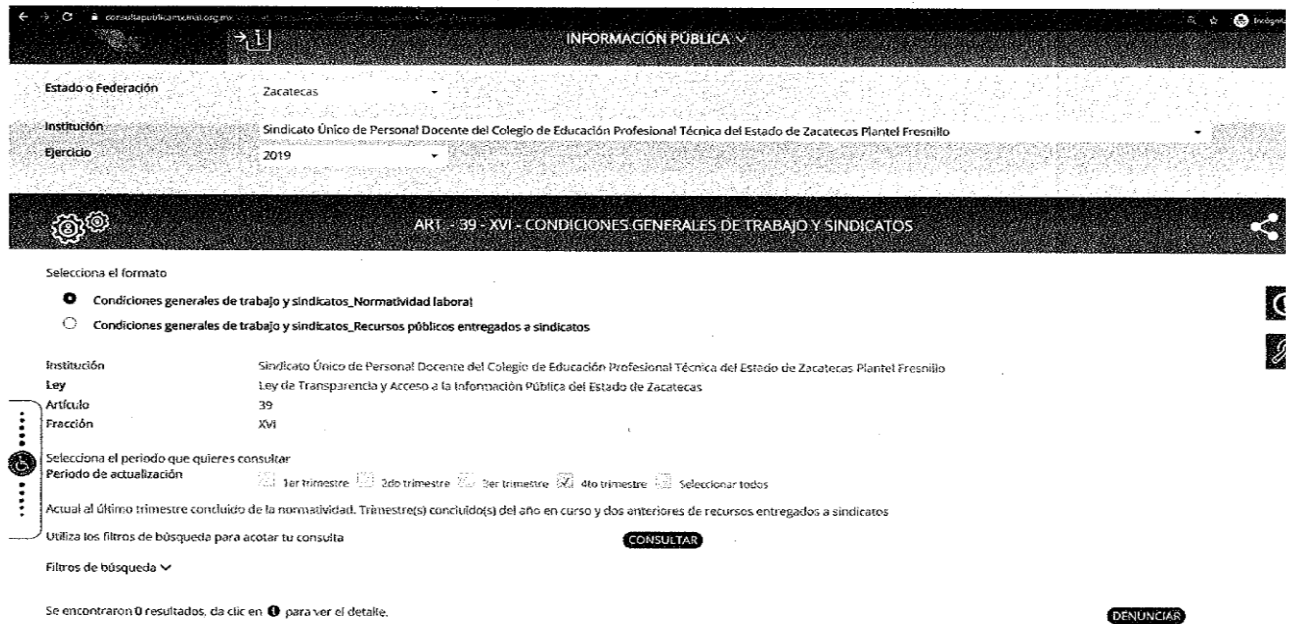 INFORMACIÓN PÚBLICA
Estado o Federación Zacatecas
Institución Sindicato Único de Personal Docente del Colegio de Educación Profesional Técnica del Estado de Zacatecas Plantel Fresnillo
Ejercicio 2019
ART. - 39 - XVI - CONDICIONES GENERALES DE TRABAJO Y SINDICATOS
Selecciona el formato
Condiciones generales de trabajo y sindicatos_Normatividad laboral
Condiciones generales de trabajo y sindicatos_Recursos públicos entregados a sindicatos
Institución Sindicato Único de Personal Docente del Colegio de Educación Profesional Técnica del Estado de Zacatecas Plantel Fresnillo
Ley Ley de Transparencia y Acceso a la Información Pública del Estado de Zacatecas
Artículo 39
Fracción XVI
Selecciona el periodo que quieres consultar
Periodo de actualización 1er trimestre 2do trimestre 3er trimestre 4to trimestre Seleccionar todos
Actual al último trimestre concluido de la normatividad. Trimestre(s) concluido(s) del año en curso y dos anteriores de recursos entregados a sindicatos
Utiliza los filtros de búsqueda para acotar tu consulta CONSULTAR
Filtros de búsqueda
Se encontraron 0 resultados, da clic en para ver el detalle. DENUNCIAR